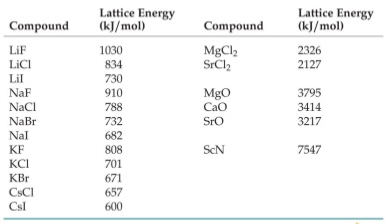 Lattice Energy Lattice Energy
Compound (kJ/mol) Compound (kJ/mol)
LiF 1030 MgCl₂ 2326
LiCl 834 SrCl₂ 2127
LiI 730
NaF 910 MgO 3795
NaCl 788 CaO 3414
NaBr 732 SrO 3217
NaI 682
KF 808 ScN 7547
KCl 701
KBr 671
CsCl 657
CsI 600